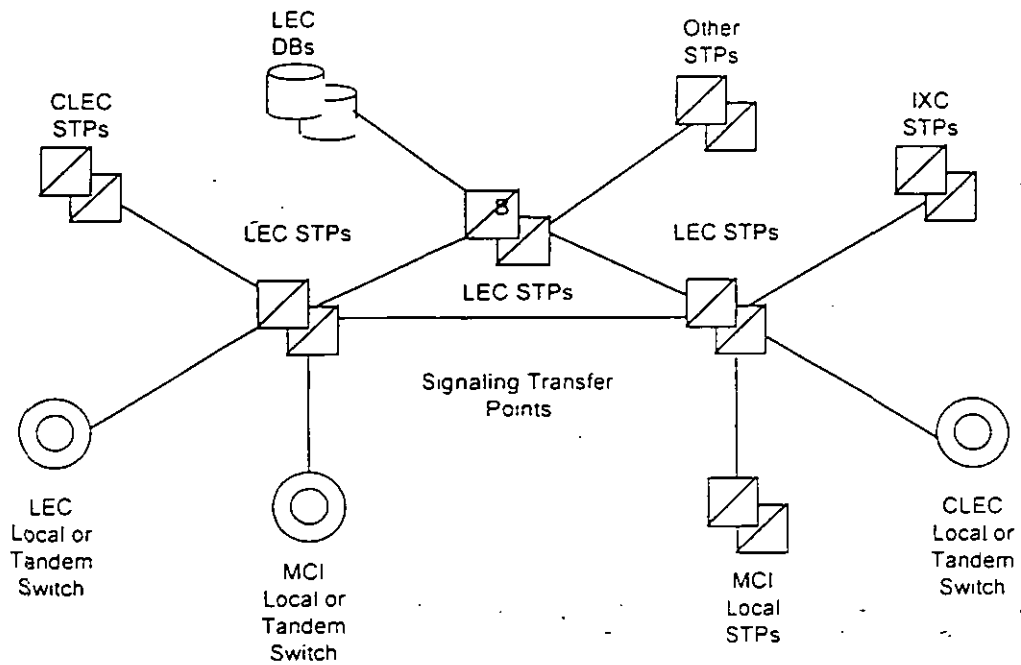 LEC
DBs
Other
STPs
CLEC
STPs
IXC
STPs
8
LEC STPs
LEC STPs
LEC STPs
Signaling Transfer
Points
LEC
Local or
Tandem
Switch
MCI
Local or
Tandem
Switch
MCI
Local
STPs
CLEC
Local or
Tandem
Switch